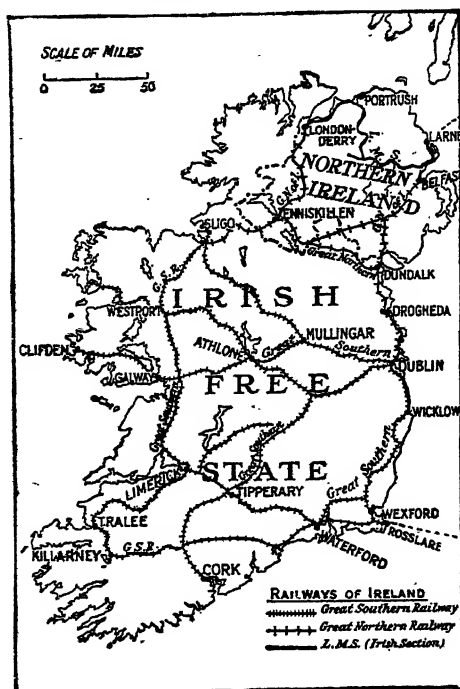 SCALE OF MILES
0 25 50
PORTRUSH
LONDON-
DERRY
LARNE
L. M. S.
NORTHERN
IRELAND
BELFAST
ENNISKILLEN
SLIGO
Great Northern
DUNDALK
G.S.R.
IRISH
DROGHEDA
WESTPORT
MULLINGAR
ATHLONE
Great Southern
CLIFDEN
DUBLIN
GALWAY
FREE
WICKLOW
Great Southern
Great Southern
STATE
LIMERICK
TIPPERARY
Great Southern
WEXFORD
TRALEE
ROSSLARE
WATERFORD
KILLARNEY
G.S.R.
CORK
RAILWAYS OF IRELAND
Great Southern Railway
Great Northern Railway
L.M.S. (Irish Section)